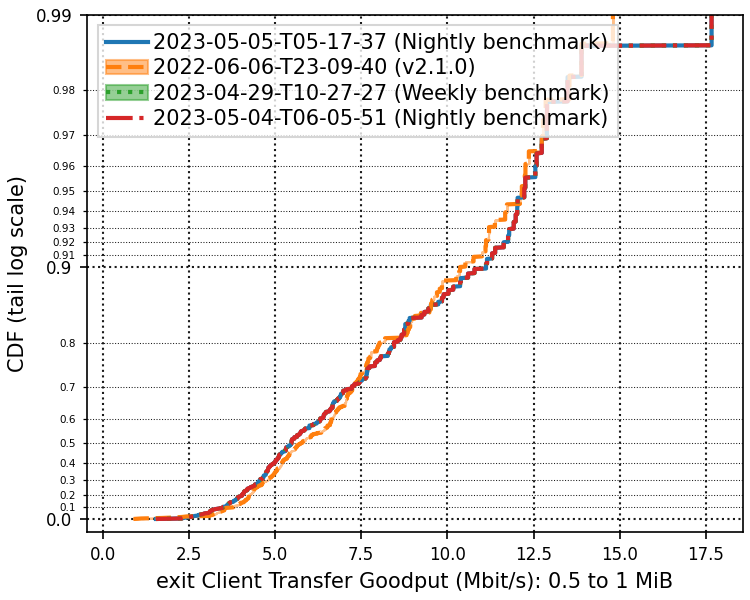 0.99
2023-05-05-T05-17-37 (Nightly benchmark)
2022-06-06-T23-09-40 (v2.1.0)
2023-04-29-T10-27-27 (Weekly benchmark)
2023-05-04-T06-05-51 (Nightly benchmark)
0.98
0.97
0.96
0.95
0.94
0.93
0.92
0.91
0.9
0.8
0.7
0.6
0.5
0.4
0.3
0.2
0.1
0.0
CDF (tail log scale)
0.0 2.5 5.0 7.5 10.0 12.5 15.0 17.5
exit Client Transfer Goodput (Mbit/s): 0.5 to 1 MiB